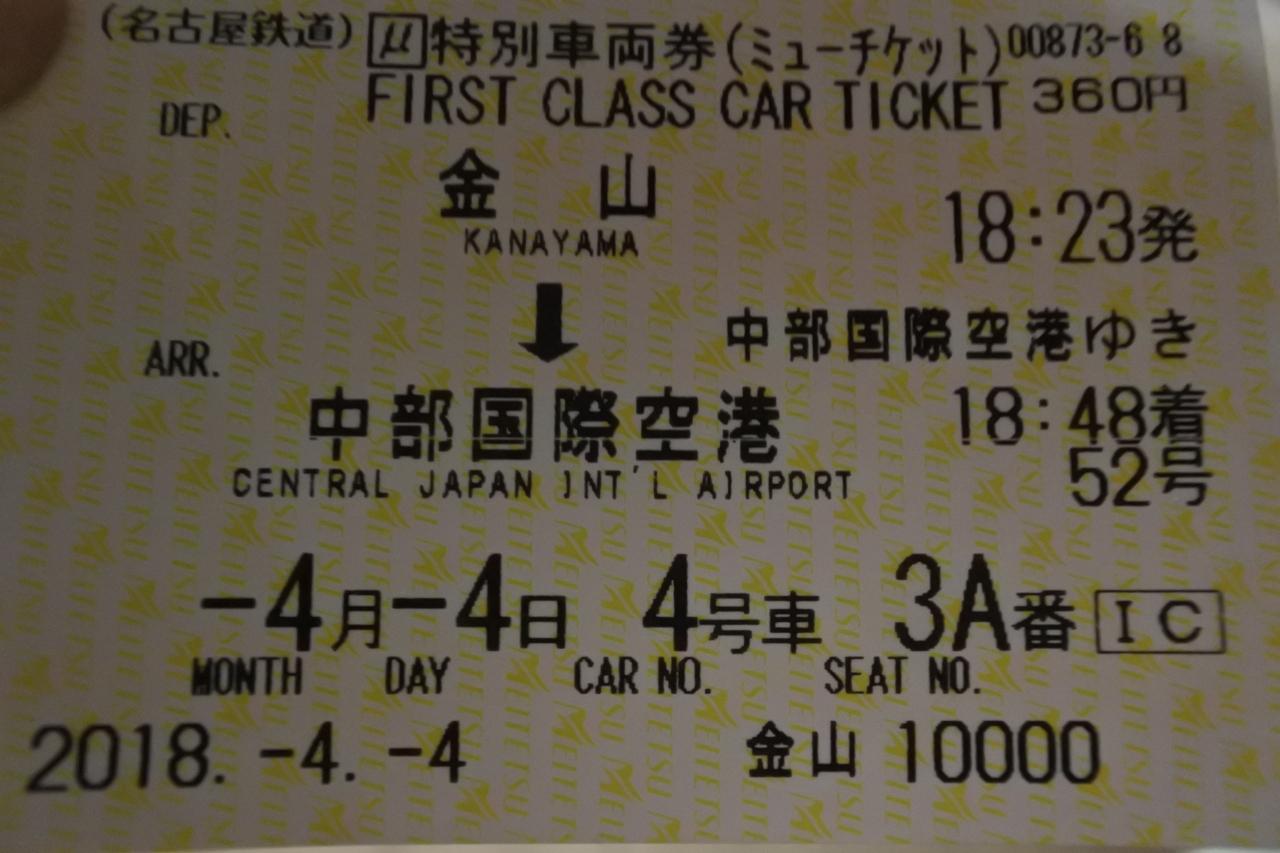 (名古屋鉄道) μ 特別車両券(ミューチケット) 00873-6 8
FIRST CLASS CAR TICKET 360円
DEP.
金 山 18:23発
KANAYAMA
⬇ 中部国際空港ゆき
ARR.
中部国際空港 18:48着
CENTRAL JAPAN INT'L AIRPORT 52号
-4月-4日 4号車 3A番 IC
MONTH DAY CAR NO. SEAT NO.
2018.-4.-4 金山 10000